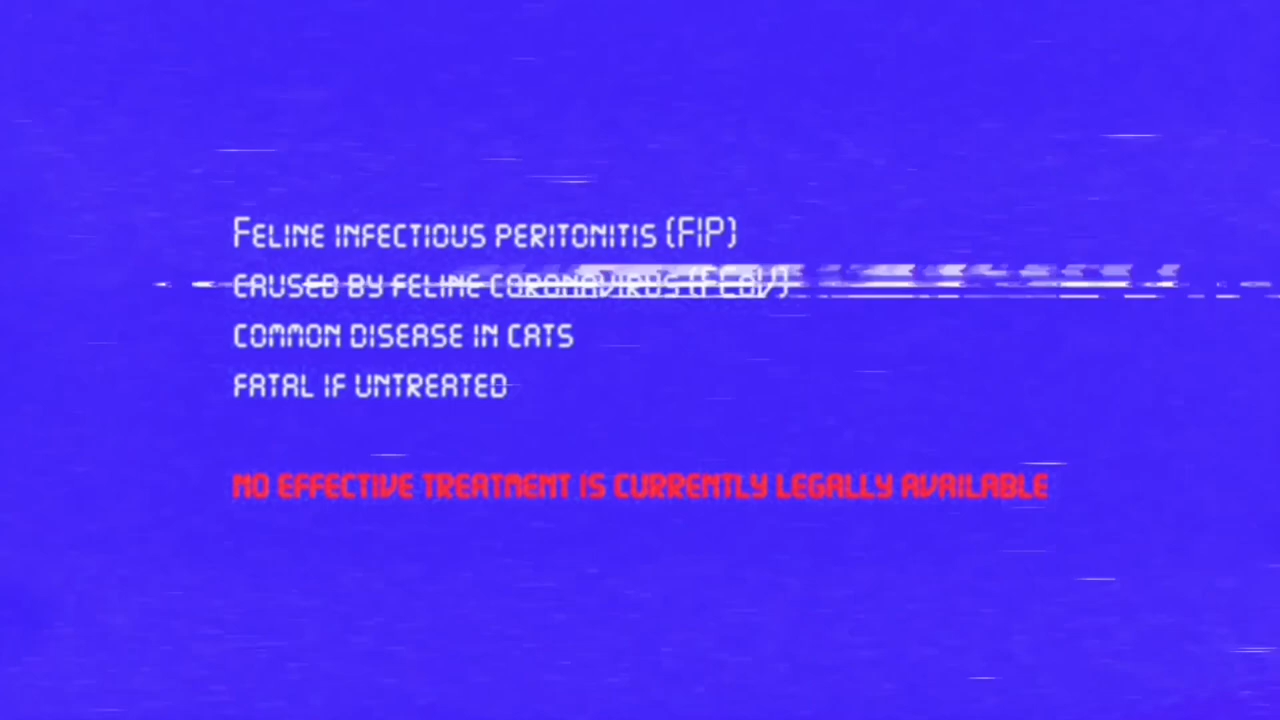 Feline infectious peritonitis (FIP)
caused by feline coronavirus (FCoV)
common disease in cats
fatal if untreated
no effective treatment is currently legally available